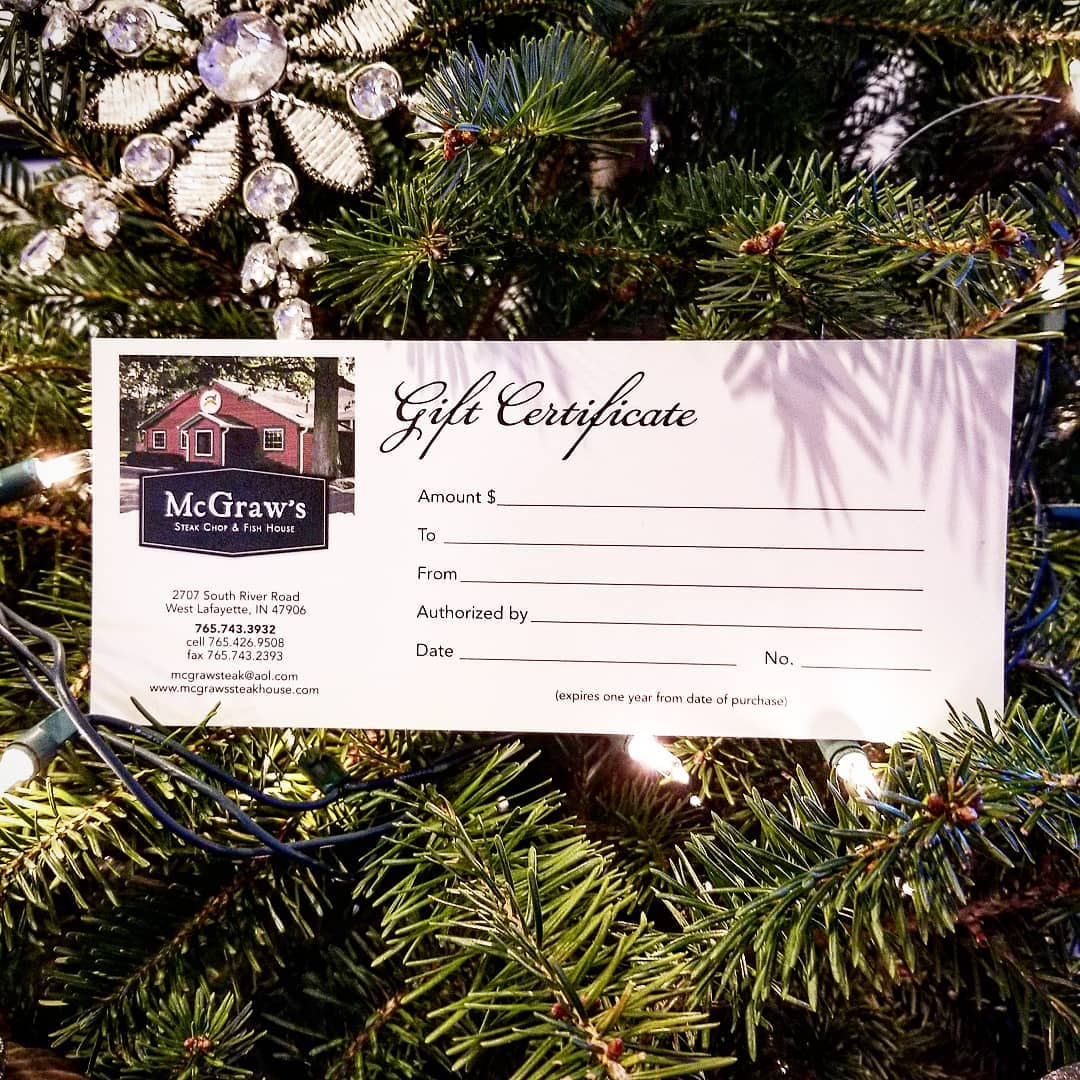 McGraw's
Steak Chop & Fish House
2707 South River Road
West Lafayette, IN 47906
765.743.3932
cell 765.426.9508
fax 765.743.2393
mcgrawsteak@aol.com
www.mcgrawssteakhouse.com
Gift Certificate
Amount $
To
From
Authorized by
Date No.
(expires one year from date of purchase)